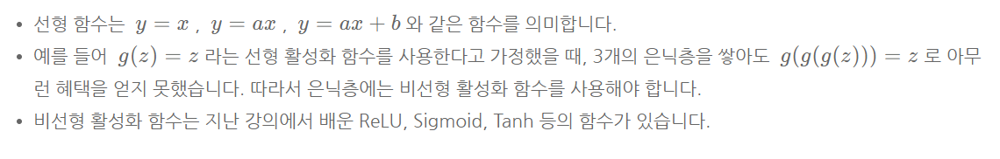 • 선형 함수는 y = x , y = ax , y = ax + b 와 같은 함수를 의미합니다.
• 예를 들어 g(z) = z 라는 선형 활성화 함수를 사용한다고 가정했을 때, 3개의 은닉층을 쌓아도 g(g(g(z))) = z 로 아무
런 혜택을 얻지 못했습니다. 따라서 은닉층에는 비선형 활성화 함수를 사용해야 합니다.
• 비선형 활성화 함수는 지난 강의에서 배운 ReLU, Sigmoid, Tanh 등의 함수가 있습니다.